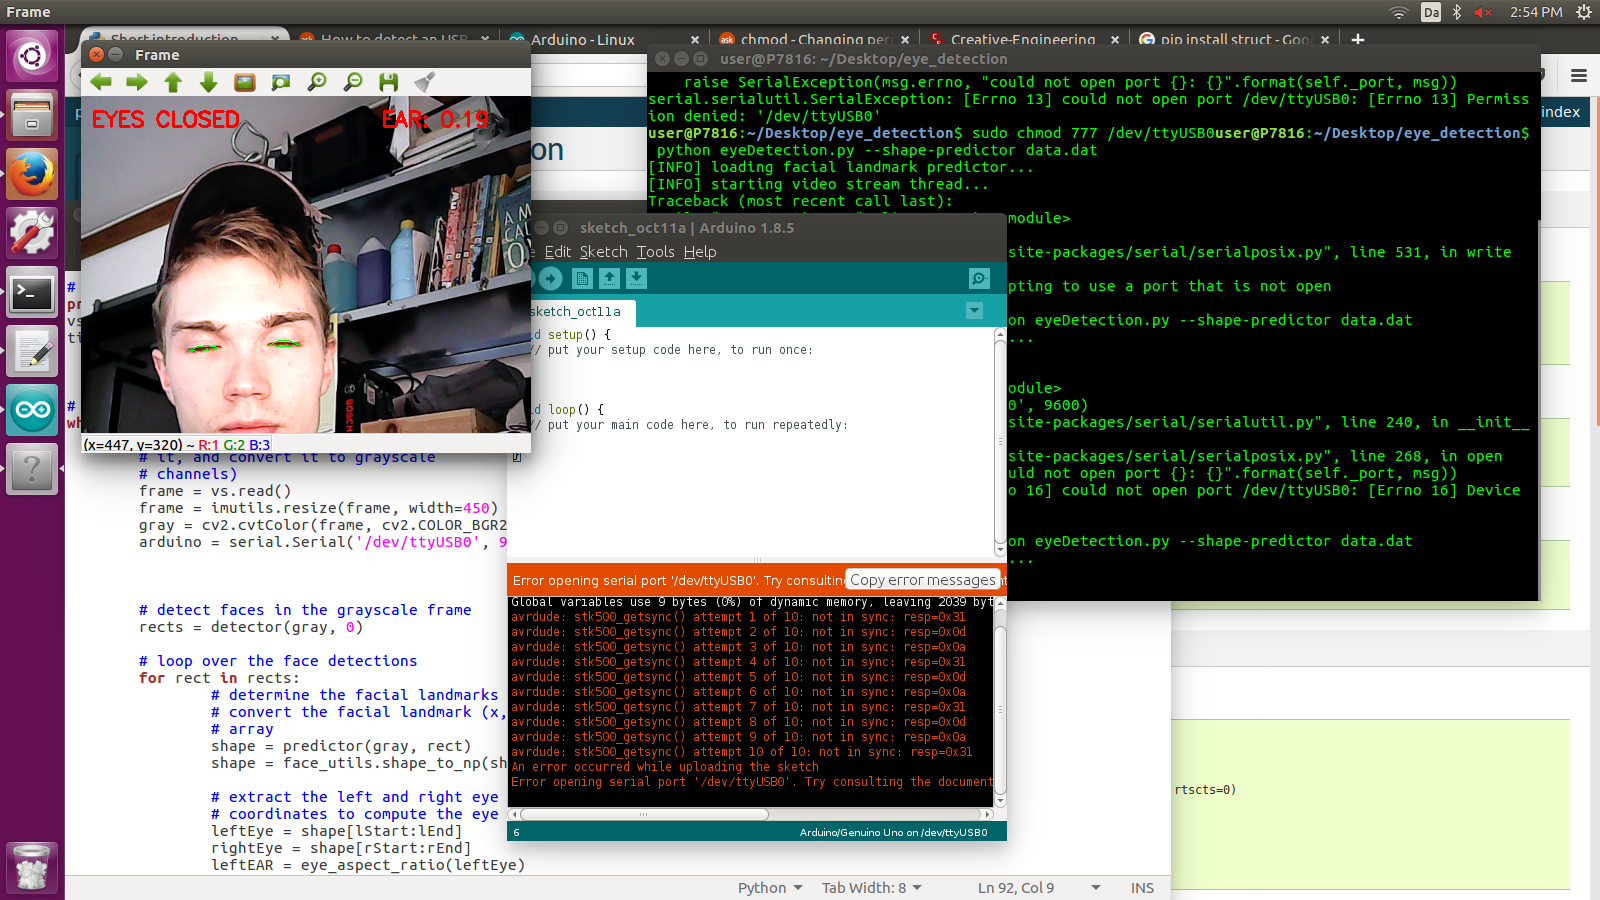 Frame
Da
2:54 PM
Short introduction
How to detect an USB
Arduino - Linux
chmod - Changing per
Creative-Engineering
pip install struct - Goo
index
on
Frame
EYES CLOSED
EAR: 0.19
BOSCH
(x=447, y=320) ~ R:1 G:2 B:3
user@P7816: ~/Desktop/eye_detection
raise SerialException(msg.errno, "could not open port {}: {}".format(self._port, msg))
serial.serialutil.SerialException: [Errno 13] could not open port /dev/ttyUSB0: [Errno 13] Permiss
ion denied: '/dev/ttyUSB0'
user@P7816:~/Desktop/eye_detection$ sudo chmod 777 /dev/ttyUSB0user@P7816:~/Desktop/eye_detection$
python eyeDetection.py --shape-predictor data.dat
[INFO] loading facial landmark predictor...
[INFO] starting video stream thread...
Traceback (most recent call last):
module>
site-packages/serial/serialposix.py", line 531, in write
pting to use a port that is not open
on eyeDetection.py --shape-predictor data.dat
...
odule>
0', 9600)
site-packages/serial/serialutil.py", line 240, in __init__
site-packages/serial/serialposix.py", line 268, in open
uld not open port {}: {}".format(self._port, msg))
o 16] could not open port /dev/ttyUSB0: [Errno 16] Device
on eyeDetection.py --shape-predictor data.dat
...
sketch_oct11a | Arduino 1.8.5
e Edit Sketch Tools Help
sketch_oct11a
id setup() {
// put your setup code here, to run once:
id loop() {
// put your main code here, to run repeatedly:
Error opening serial port '/dev/ttyUSB0'. Try consulting
Copy error messages
Global variables use 9 bytes (0%) of dynamic memory, leaving 2039 byt
avrdude: stk500_getsync() attempt 1 of 10: not in sync: resp=0x31
avrdude: stk500_getsync() attempt 2 of 10: not in sync: resp=0x0d
avrdude: stk500_getsync() attempt 3 of 10: not in sync: resp=0x0a
avrdude: stk500_getsync() attempt 4 of 10: not in sync: resp=0x31
avrdude: stk500_getsync() attempt 5 of 10: not in sync: resp=0x0d
avrdude: stk500_getsync() attempt 6 of 10: not in sync: resp=0x0a
avrdude: stk500_getsync() attempt 7 of 10: not in sync: resp=0x31
avrdude: stk500_getsync() attempt 8 of 10: not in sync: resp=0x0d
avrdude: stk500_getsync() attempt 9 of 10: not in sync: resp=0x0a
avrdude: stk500_getsync() attempt 10 of 10: not in sync: resp=0x31
An error occurred while uploading the sketch
Error opening serial port '/dev/ttyUSB0'. Try consulting the document
6
Arduino/Genuino Uno on /dev/ttyUSB0
#
pr
vs
ti
#
wh
# it, and convert it to grayscale
# channels)
frame = vs.read()
frame = imutils.resize(frame, width=450)
gray = cv2.cvtColor(frame, cv2.COLOR_BGR2
arduino = serial.Serial('/dev/ttyUSB0', 9
# detect faces in the grayscale frame
rects = detector(gray, 0)
# loop over the face detections
for rect in rects:
# determine the facial landmarks
# convert the facial landmark (x,
# array
shape = predictor(gray, rect)
shape = face_utils.shape_to_np(sh
# extract the left and right eye
# coordinates to compute the eye
leftEye = shape[lStart:lEnd]
rightEye = shape[rStart:rEnd]
leftEAR = eye_aspect_ratio(leftEye)
rtscts=0)
Python
Tab Width: 8
Ln 92, Col 9
INS